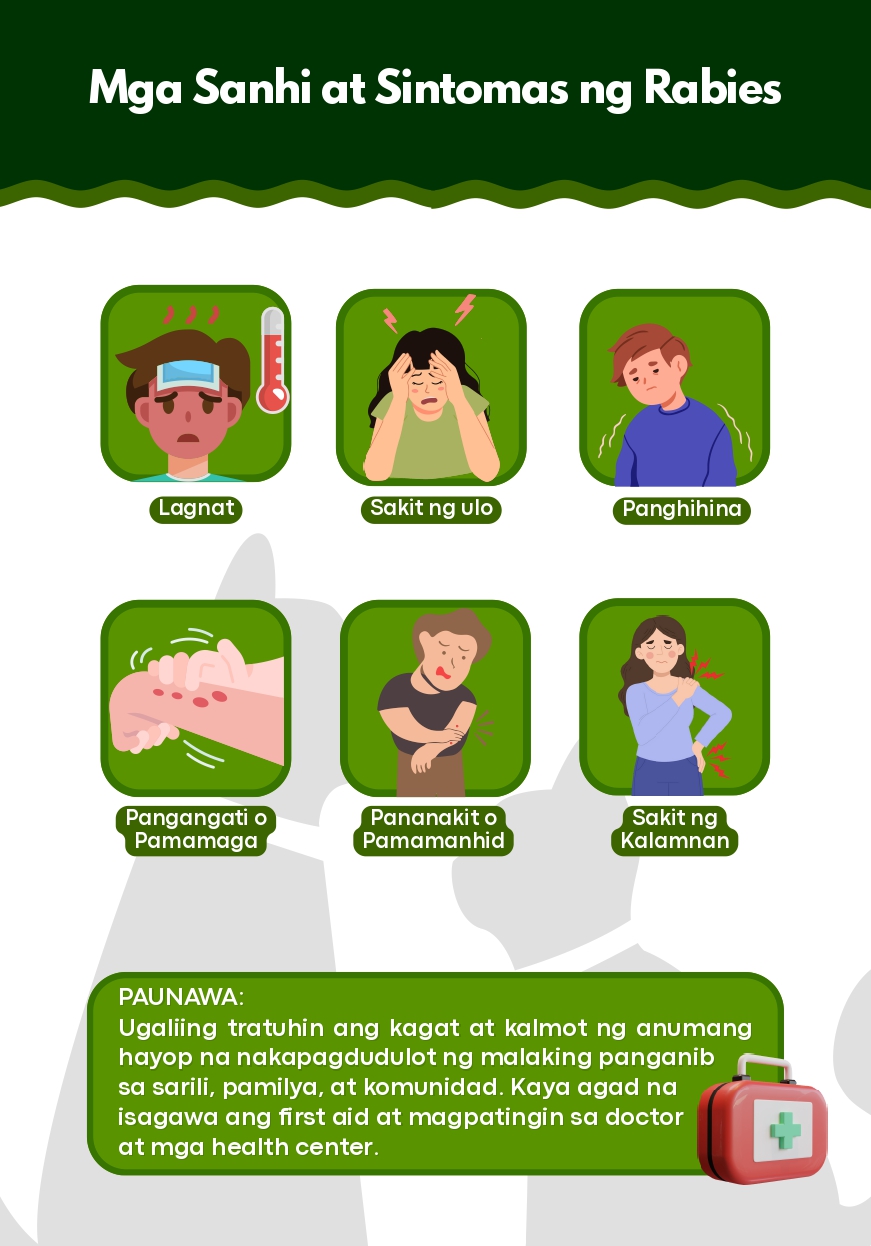 Mga Sanhi at Sintomas ng Rabies
Lagnat
Sakit ng ulo
Panghihina
Pangangati o
Pamamaga
Pananakit o
Pamamanhid
Sakit ng
Kalamnan
PAUNAWA:
Ugaliing tratuhin ang kagat at kalmot ng anumang
hayop na nakapagdudulot ng malaking panganib
sa sarili, pamilya, at komunidad. Kaya agad na
isagawa ang first aid at magpatingin sa doctor
at mga health center.